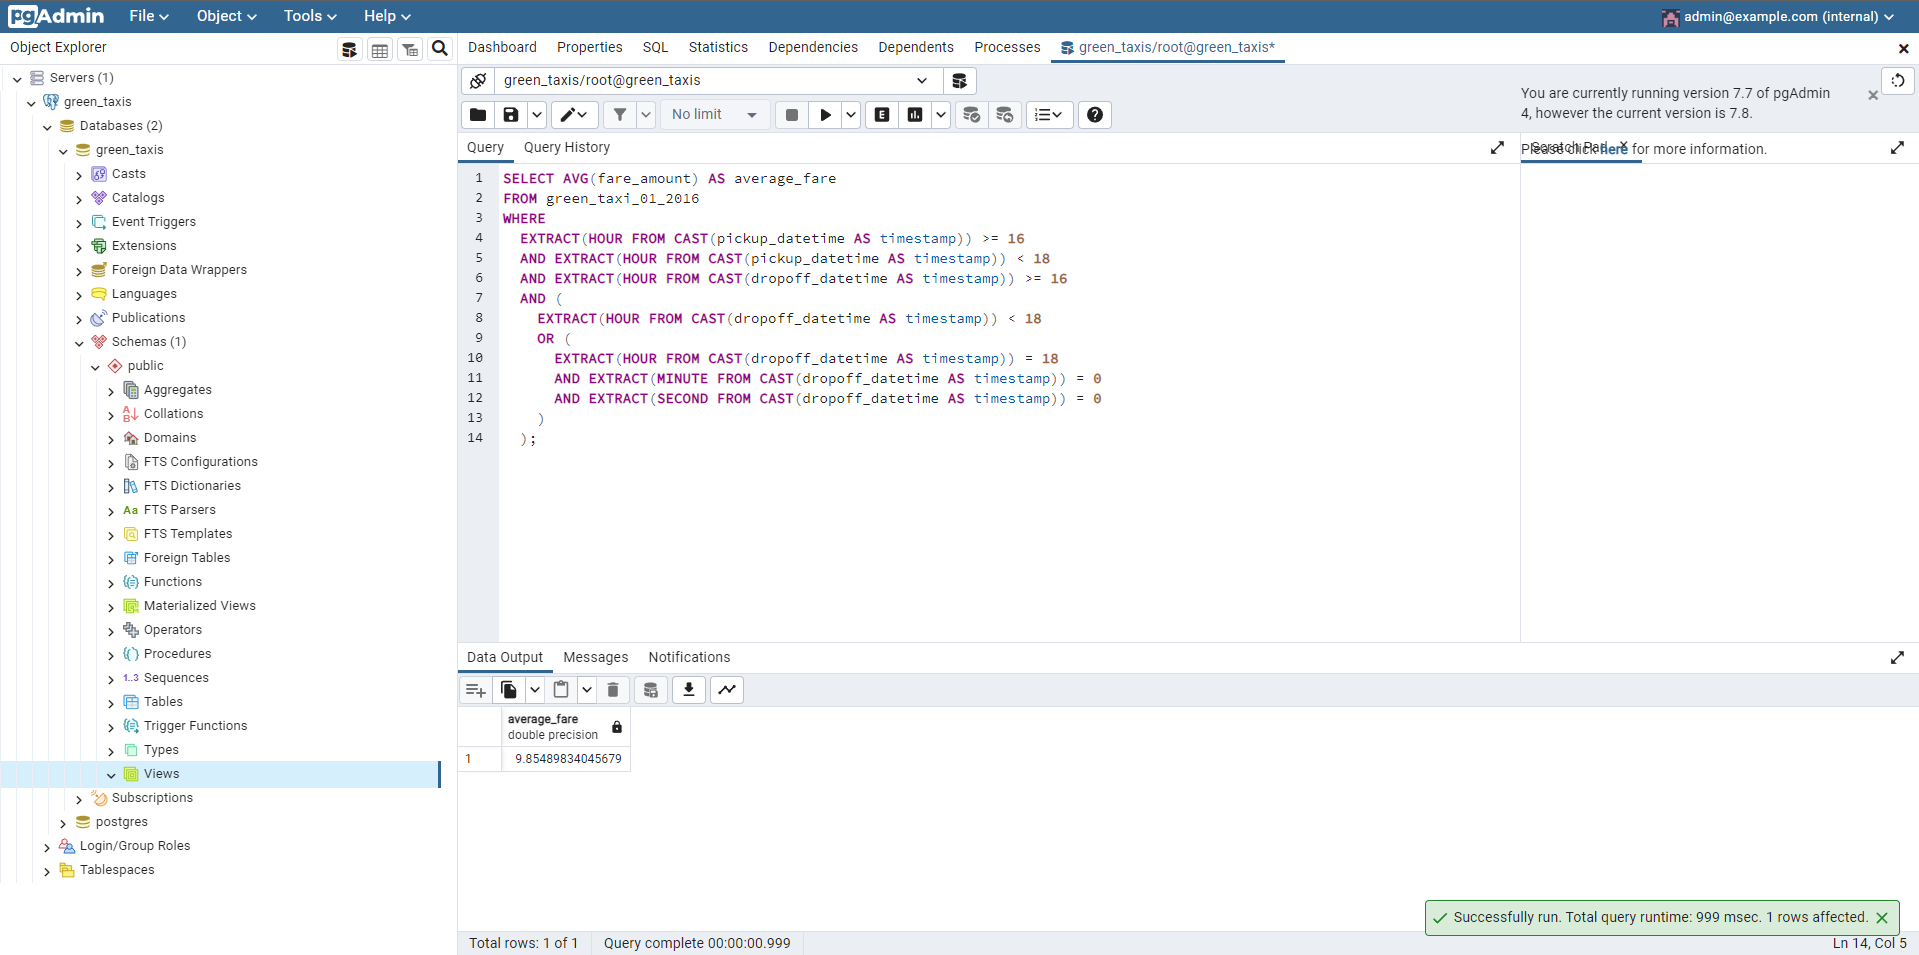 pgAdmin File Object Tools Help admin@example.com (internal)
Object Explorer
Dashboard Properties SQL Statistics Dependencies Dependents Processes green_taxis/root@green_taxis*
Servers (1)
green_taxis
Databases (2)
green_taxis
Casts
Catalogs
Event Triggers
Extensions
Foreign Data Wrappers
Languages
Publications
Schemas (1)
public
Aggregates
Collations
Domains
FTS Configurations
FTS Dictionaries
Aa FTS Parsers
FTS Templates
Foreign Tables
Functions
Materialized Views
Operators
Procedures
1..3 Sequences
Tables
Trigger Functions
Types
Views
Subscriptions
postgres
Login/Group Roles
Tablespaces
green_taxis/root@green_taxis
No limit
E
You are currently running version 7.7 of pgAdmin
4, however the current version is 7.8.
Please click here for more information.
Query Query History
Scratch Pad
1 SELECT AVG(fare_amount) AS average_fare
2 FROM green_taxi_01_2016
3 WHERE
4 EXTRACT(HOUR FROM CAST(pickup_datetime AS timestamp)) >= 16
5 AND EXTRACT(HOUR FROM CAST(pickup_datetime AS timestamp)) < 18
6 AND EXTRACT(HOUR FROM CAST(dropoff_datetime AS timestamp)) >= 16
7 AND (
8 EXTRACT(HOUR FROM CAST(dropoff_datetime AS timestamp)) < 18
9 OR (
10 EXTRACT(HOUR FROM CAST(dropoff_datetime AS timestamp)) = 18
11 AND EXTRACT(MINUTE FROM CAST(dropoff_datetime AS timestamp)) = 0
12 AND EXTRACT(SECOND FROM CAST(dropoff_datetime AS timestamp)) = 0
13 )
14 );
Data Output Messages Notifications
average_fare
double precision
1 9.85489834045679
Successfully run. Total query runtime: 999 msec. 1 rows affected.
Total rows: 1 of 1 Query complete 00:00:00.999 Ln 14, Col 5